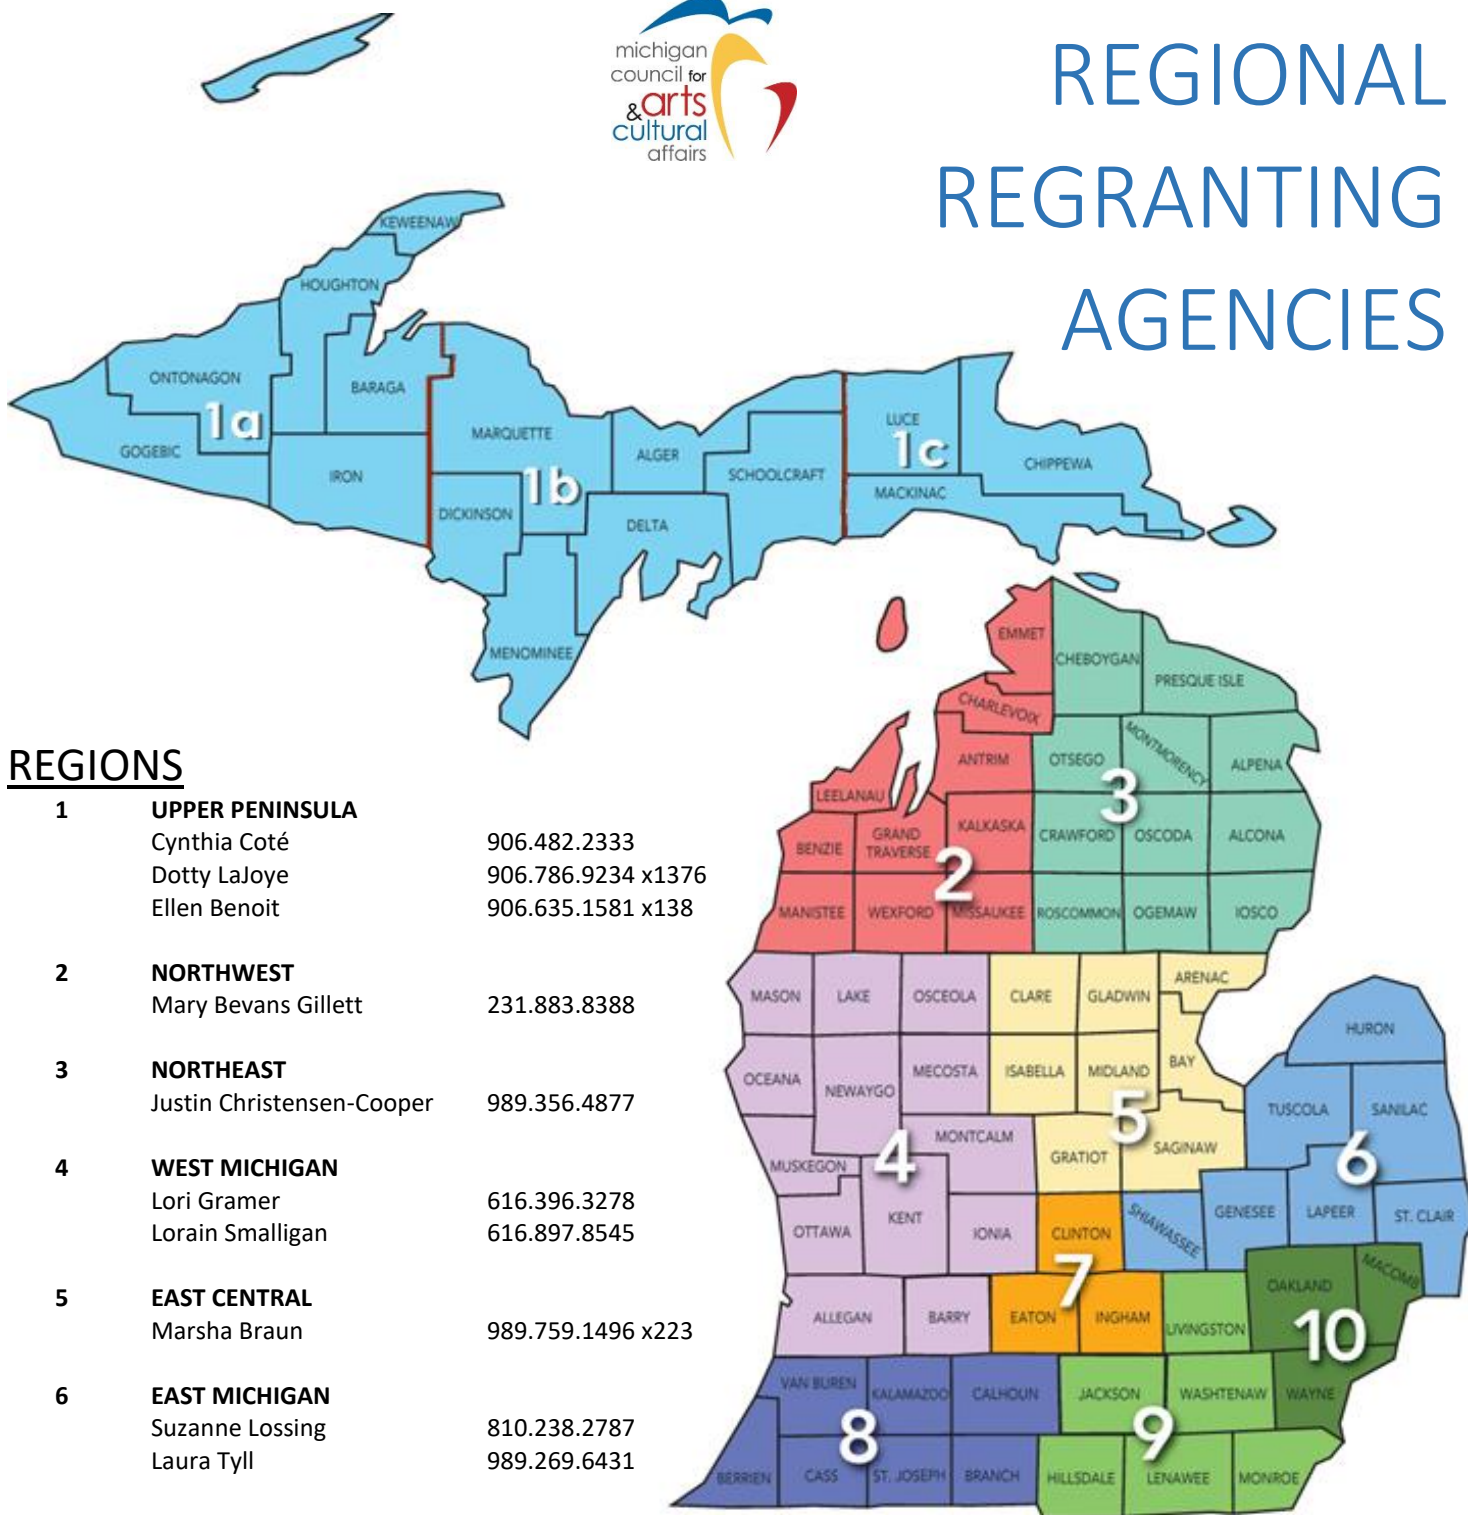 michigan
council for
&arts
cultural
affairs
REGIONAL
REGRANTING
AGENCIES
KEWEENAW
HOUGHTON
ONTONAGON
BARAGA
1a
GOGEBIC
IRON
MARQUETTE
1b
DICKINSON
ALGER
SCHOOLCRAFT
DELTA
MENOMINEE
LUCE
1c
CHIPPEWA
MACKINAC
EMMET
CHEBOYGAN
PRESQUE ISLE
CHARLEVOIX
ANTRIM
OTSEGO
MONTMORENCY
ALPENA
3
LEELANAU
BENZIE
GRAND
TRAVERSE
KALKASKA
CRAWFORD
OSCODA
ALCONA
2
MANISTEE
WEXFORD
MISSAUKEE
ROSCOMMON
OGEMAW
IOSCO
MASON
LAKE
OSCEOLA
CLARE
GLADWIN
ARENAC
HURON
OCEANA
NEWAYGO
MECOSTA
ISABELLA
MIDLAND
BAY
5
TUSCOLA
SANILAC
MUSKEGON
4
MONTCALM
GRATIOT
SAGINAW
6
OTTAWA
KENT
IONIA
CLINTON
SHIAWASSEE
GENESEE
LAPEER
ST. CLAIR
7
ALLEGAN
BARRY
EATON
INGHAM
LIVINGSTON
OAKLAND
MACOMB
10
VAN BUREN
KALAMAZOO
CALHOUN
JACKSON
WASHTENAW
WAYNE
8
9
BERRIEN
CASS
ST. JOSEPH
BRANCH
HILLSDALE
LENAWEE
MONROE
REGIONS
1 UPPER PENINSULA
Cynthia Coté 906.482.2333
Dotty LaJoye 906.786.9234 x1376
Ellen Benoit 906.635.1581 x138
2 NORTHWEST
Mary Bevans Gillett 231.883.8388
3 NORTHEAST
Justin Christensen-Cooper 989.356.4877
4 WEST MICHIGAN
Lori Gramer 616.396.3278
Lorain Smalligan 616.897.8545
5 EAST CENTRAL
Marsha Braun 989.759.1496 x223
6 EAST MICHIGAN
Suzanne Lossing 810.238.2787
Laura Tyll 989.269.6431